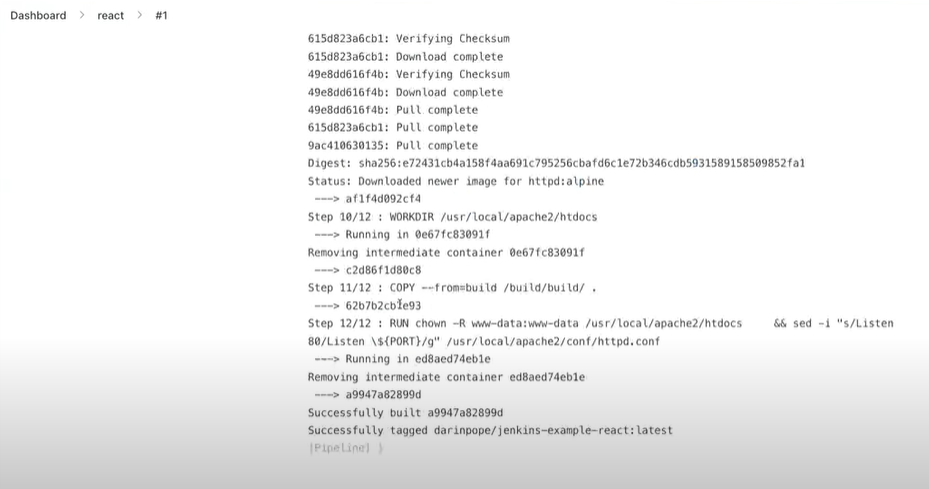 Dashboard > react > #1
615d823a6cb1: Verifying Checksum
615d823a6cb1: Download complete
49e8dd616f4b: Verifying Checksum
49e8dd616f4b: Download complete
49e8dd616f4b: Pull complete
615d823a6cb1: Pull complete
9ac410630135: Pull complete
Digest: sha256:e72431cb4a158f4aa691c795256cbafd6c1e72b346cdb5931589158509852fa1
Status: Downloaded newer image for httpd:alpine
---> af1f4d092cf4
Step 10/12 : WORKDIR /usr/local/apache2/htdocs
---> Running in 0e67fc83091f
Removing intermediate container 0e67fc83091f
---> c2d86f1d80c8
Step 11/12 : COPY --from=build /build/build/ .
---> 62b7b2cb1e93
Step 12/12 : RUN chown -R www-data:www-data /usr/local/apache2/htdocs     && sed -i "s/Listen
80/Listen \${PORT}/g" /usr/local/apache2/conf/httpd.conf
---> Running in ed8aed74eb1e
Removing intermediate container ed8aed74eb1e
---> a9947a82899d
Successfully built a9947a82899d
Successfully tagged darinpope/jenkins-example-react:latest
[Pipeline] }